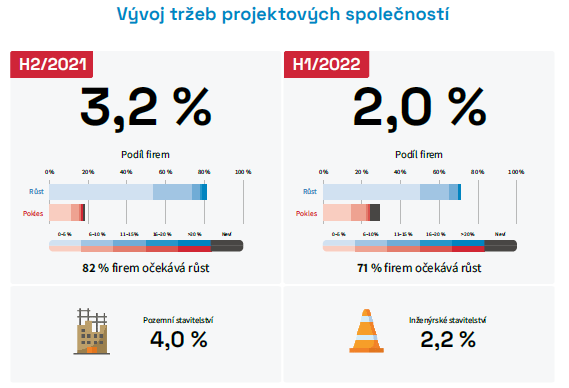 Vývoj tržeb projektových společností
H2/2021
3,2 %
Podíl firem
0% 20 % 40 % 60 % 80 % 100 %
Růst
Pokles
0-6 % 6-10 % 11-15% 16-20 % >20 % Neví
82 % firem očekává růst
H1/2022
2,0 %
Podíl firem
0% 20 % 40 % 60 % 80 % 100 %
Růst
Pokles
0-6 % 6-10% 11-15 % 16-20 % >20% Neví
71 % firem očekává růst
Pozemní stavitelství
4,0 %
Inženýrské stavitelství
2,2 %